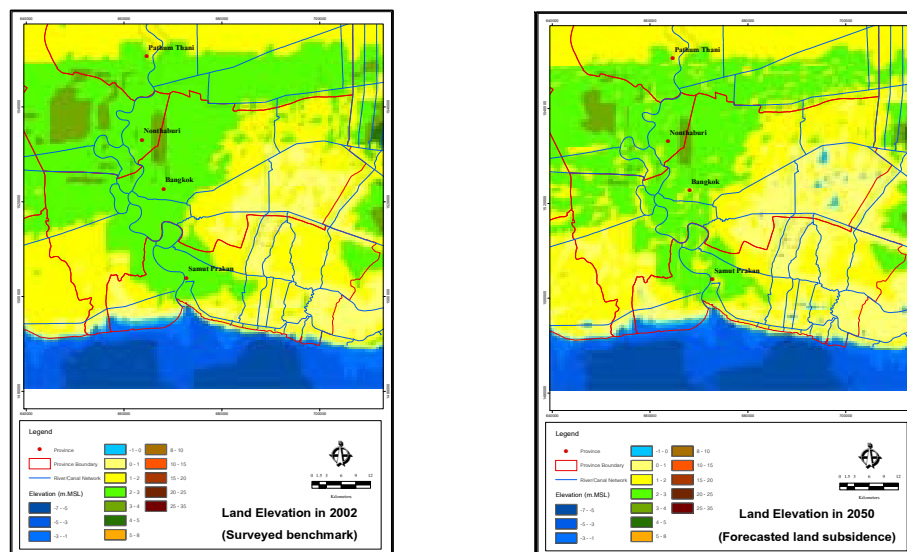 Pathum Thani
Nonthaburi
Bangkok
Samut Prakan
Legend
Province
Province Boundary
River/Canal Network
Elevation (m.MSL)
-7 - -5
-5 - -3
-3 - -1
-1 - 0
0 - 1
1 - 2
2 - 3
3 - 4
4 - 5
5 - 8
8 - 10
10 - 15
15 - 20
20 - 25
25 - 35
Kilometers
Land Elevation in 2002
(Surveyed benchmark)
Pathum Thani
Nonthaburi
Bangkok
Samut Prakan
Legend
Province
Province Boundary
River/Canal Network
Elevation (m.MSL)
-7 - -5
-5 - -3
-3 - -1
-1 - 0
0 - 1
1 - 2
2 - 3
3 - 4
4 - 5
5 - 8
8 - 10
10 - 15
15 - 20
20 - 25
25 - 35
Kilometers
Land Elevation in 2050
(Forecasted land subsidence)